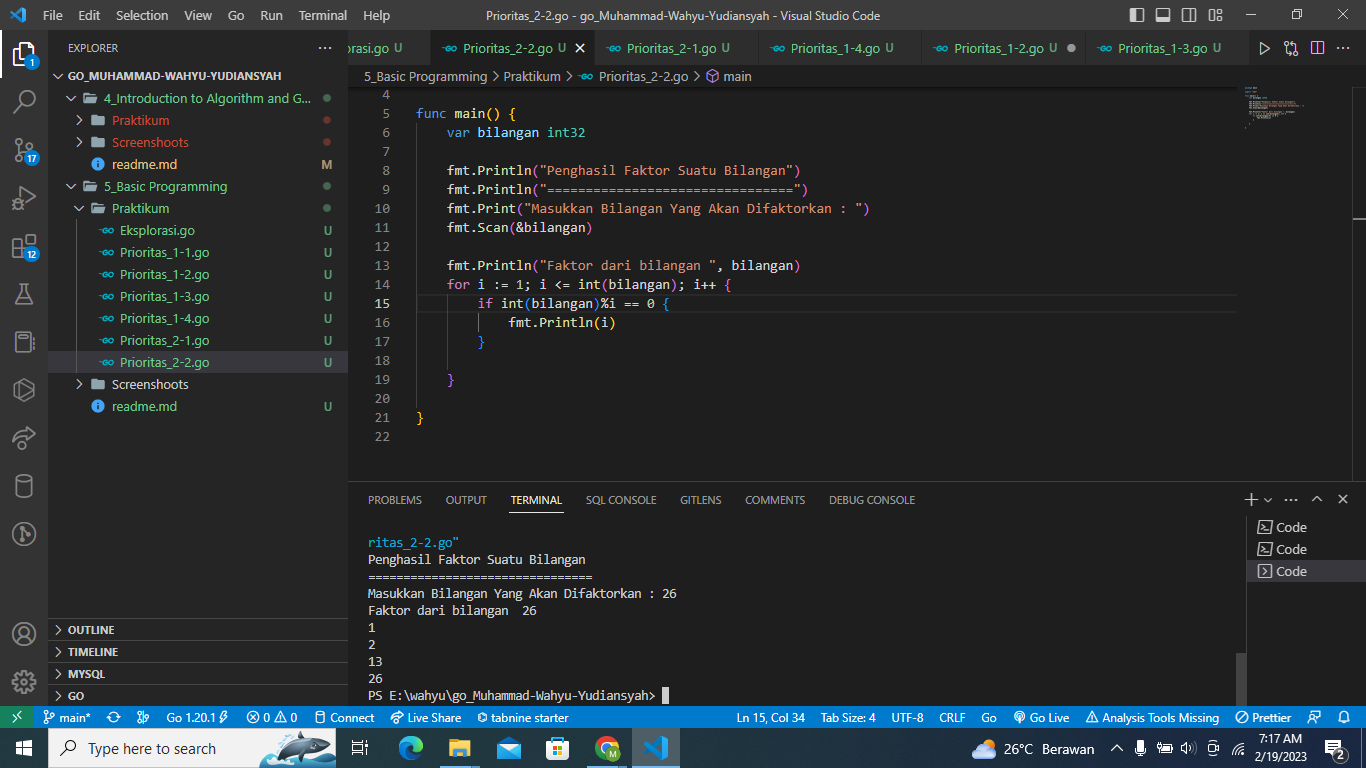 File Edit Selection View Go Run Terminal Help Prioritas_2-2.go - go_Muhammad-Wahyu-Yudiansyah - Visual Studio Code
EXPLORER
GO_MUHAMMAD-WAHYU-YUDIANSYAH
4_Introduction to Algorithm and G...
Praktikum
Screenshoots
readme.md M
5_Basic Programming
Praktikum
Eksplorasi.go U
Prioritas_1-1.go U
Prioritas_1-2.go U
Prioritas_1-3.go U
Prioritas_1-4.go U
Prioritas_2-1.go U
Prioritas_2-2.go U
Screenshoots
readme.md U
OUTLINE
TIMELINE
MYSQL
GO
1
17
12
orasi.go U Prioritas_2-2.go U Prioritas_2-1.go U Prioritas_1-4.go U Prioritas_1-2.go U Prioritas_1-3.go U
5_Basic Programming > Praktikum > Prioritas_2-2.go > main
4
5 func main() {
6 var bilangan int32
7
8 fmt.Println("Penghasil Faktor Suatu Bilangan")
9 fmt.Println("================================")
10 fmt.Print("Masukkan Bilangan Yang Akan Difaktorkan : ")
11 fmt.Scan(&bilangan)
12
13 fmt.Println("Faktor dari bilangan ", bilangan)
14 for i := 1; i <= int(bilangan); i++ {
15 if int(bilangan)%i == 0 {
16 fmt.Println(i)
17 }
18
19 }
20
21 }
22
PROBLEMS OUTPUT TERMINAL SQL CONSOLE GITLENS COMMENTS DEBUG CONSOLE
ritas_2-2.go"
Penghasil Faktor Suatu Bilangan
================================
Masukkan Bilangan Yang Akan Difaktorkan : 26
Faktor dari bilangan  26
1
2
13
26
PS E:\wahyu\go_Muhammad-Wahyu-Yudiansyah>
Code
Code
Code
main* Go 1.20.1 0 0 Connect Live Share tabnine starter Ln 15, Col 34 Tab Size: 4 UTF-8 CRLF Go Go Live Analysis Tools Missing Prettier
Type here to search 26°C Berawan 7:17 AM
2/19/2023
2